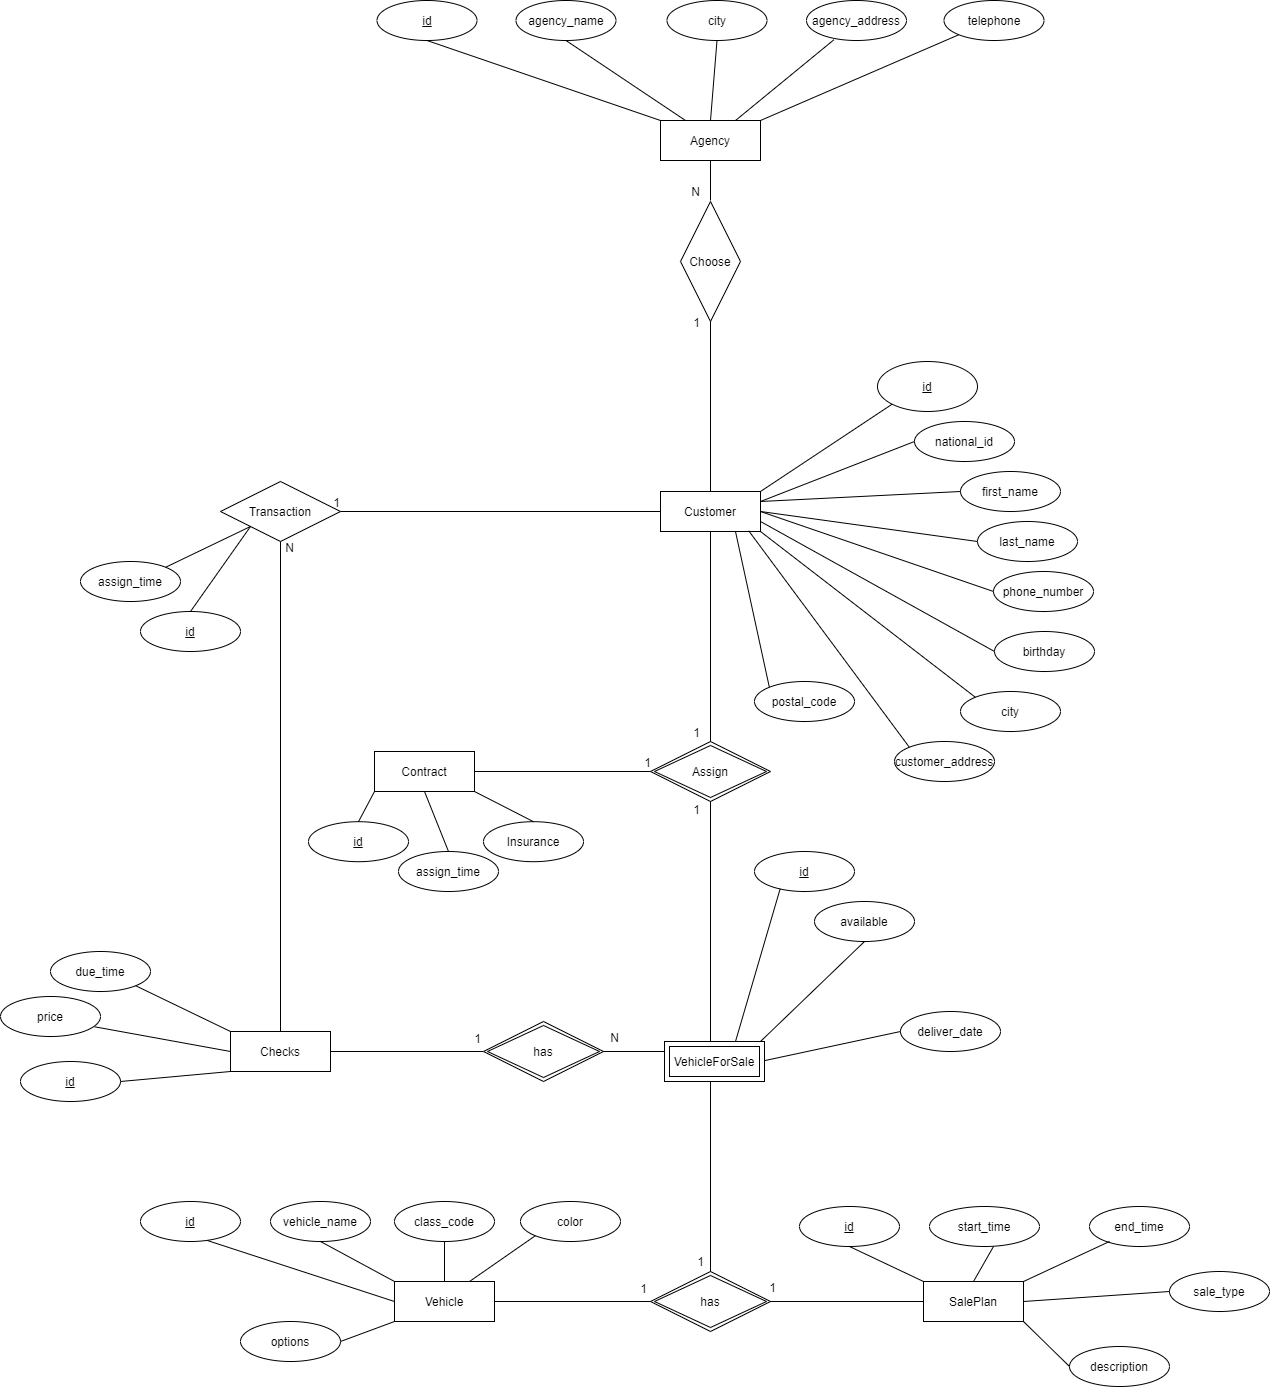 id
agency_name
city
agency_address
telephone
Agency
N
Choose
1
id
national_id
first_name
1
Transaction
Customer
last_name
N
assign_time
phone_number
id
birthday
postal_code
city
1
customer_address
1
Contract
Assign
1
id
Insurance
assign_time
id
available
due_time
price
deliver_date
1
N
Checks
has
VehicleForSale
id
id
vehicle_name
class_code
color
id
start_time
end_time
1
1
1
sale_type
Vehicle
has
SalePlan
options
description